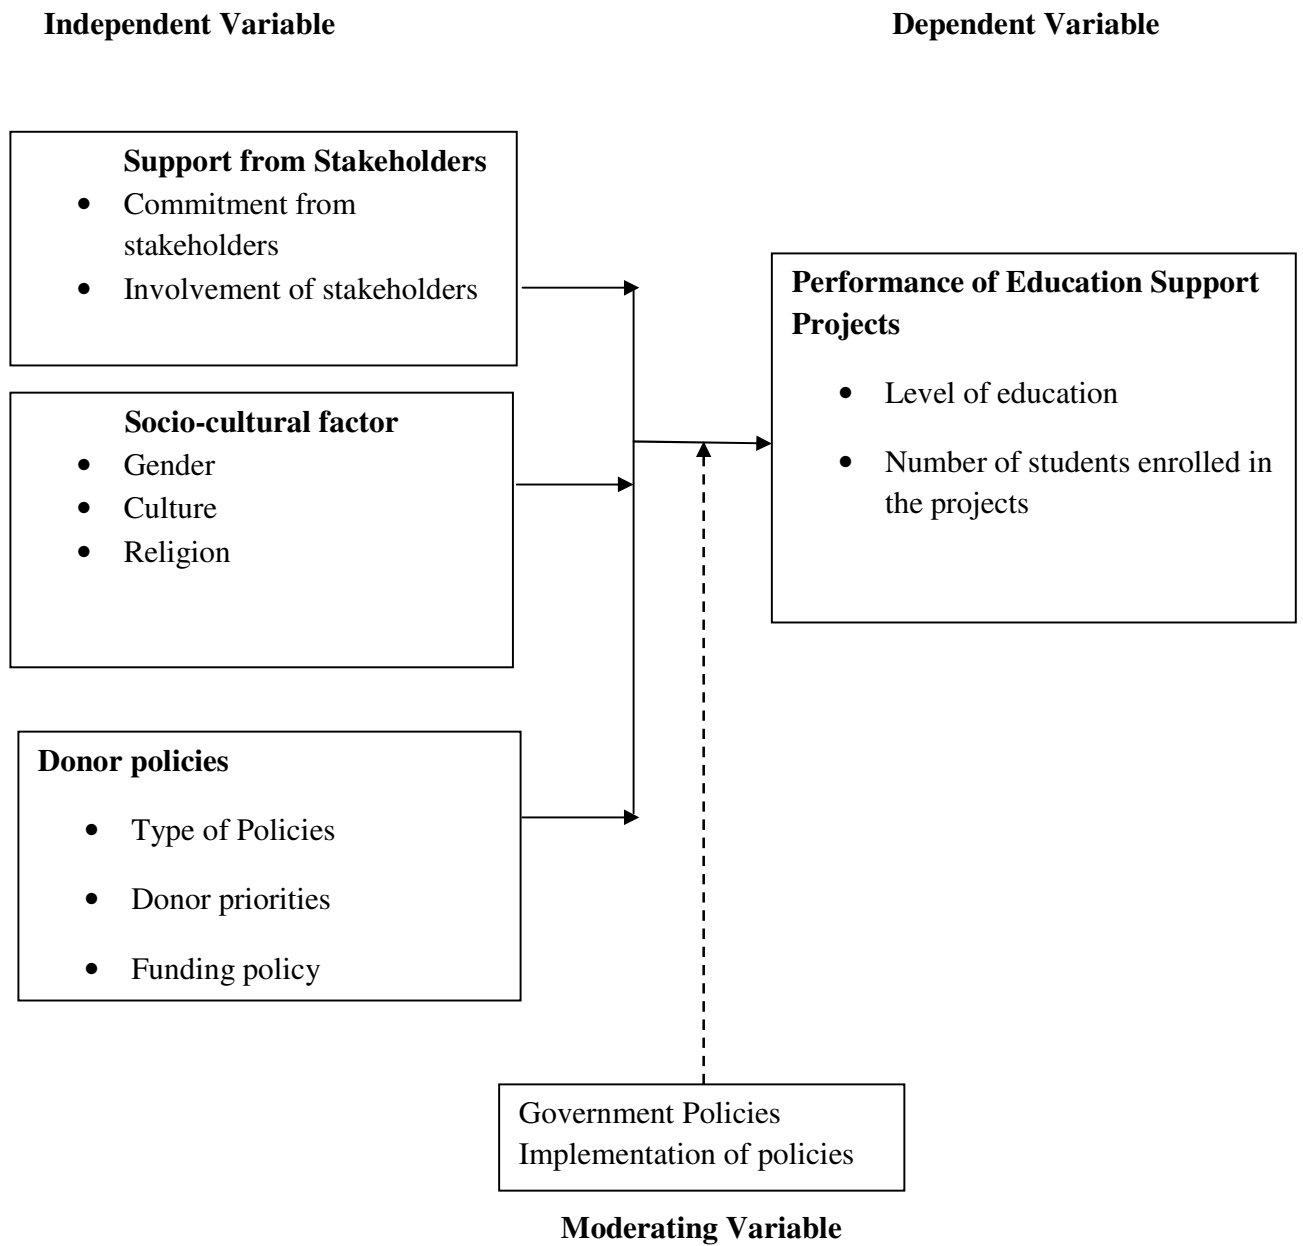 Independent Variable
Dependent Variable
Support from Stakeholders
• Commitment from
stakeholders
• Involvement of stakeholders
Socio-cultural factor
• Gender
• Culture
• Religion
Donor policies
• Type of Policies
• Donor priorities
• Funding policy
Performance of Education Support
Projects
• Level of education
• Number of students enrolled in
the projects
Government Policies
Implementation of policies
Moderating Variable